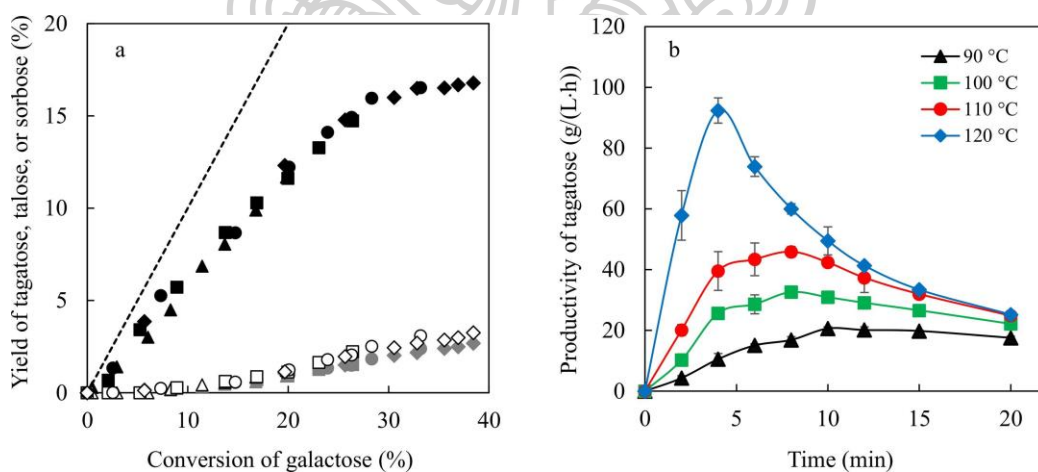 Yield of tagatose, talose, or sorbose (%)
20
15
10
5
0
a
0 10 20 30 40
Conversion of galactose (%)
Productivity of tagatose (g/(L·h))
120
100
80
60
40
20
0
b
90 °C
100 °C
110 °C
120 °C
0 5 10 15 20
Time (min)